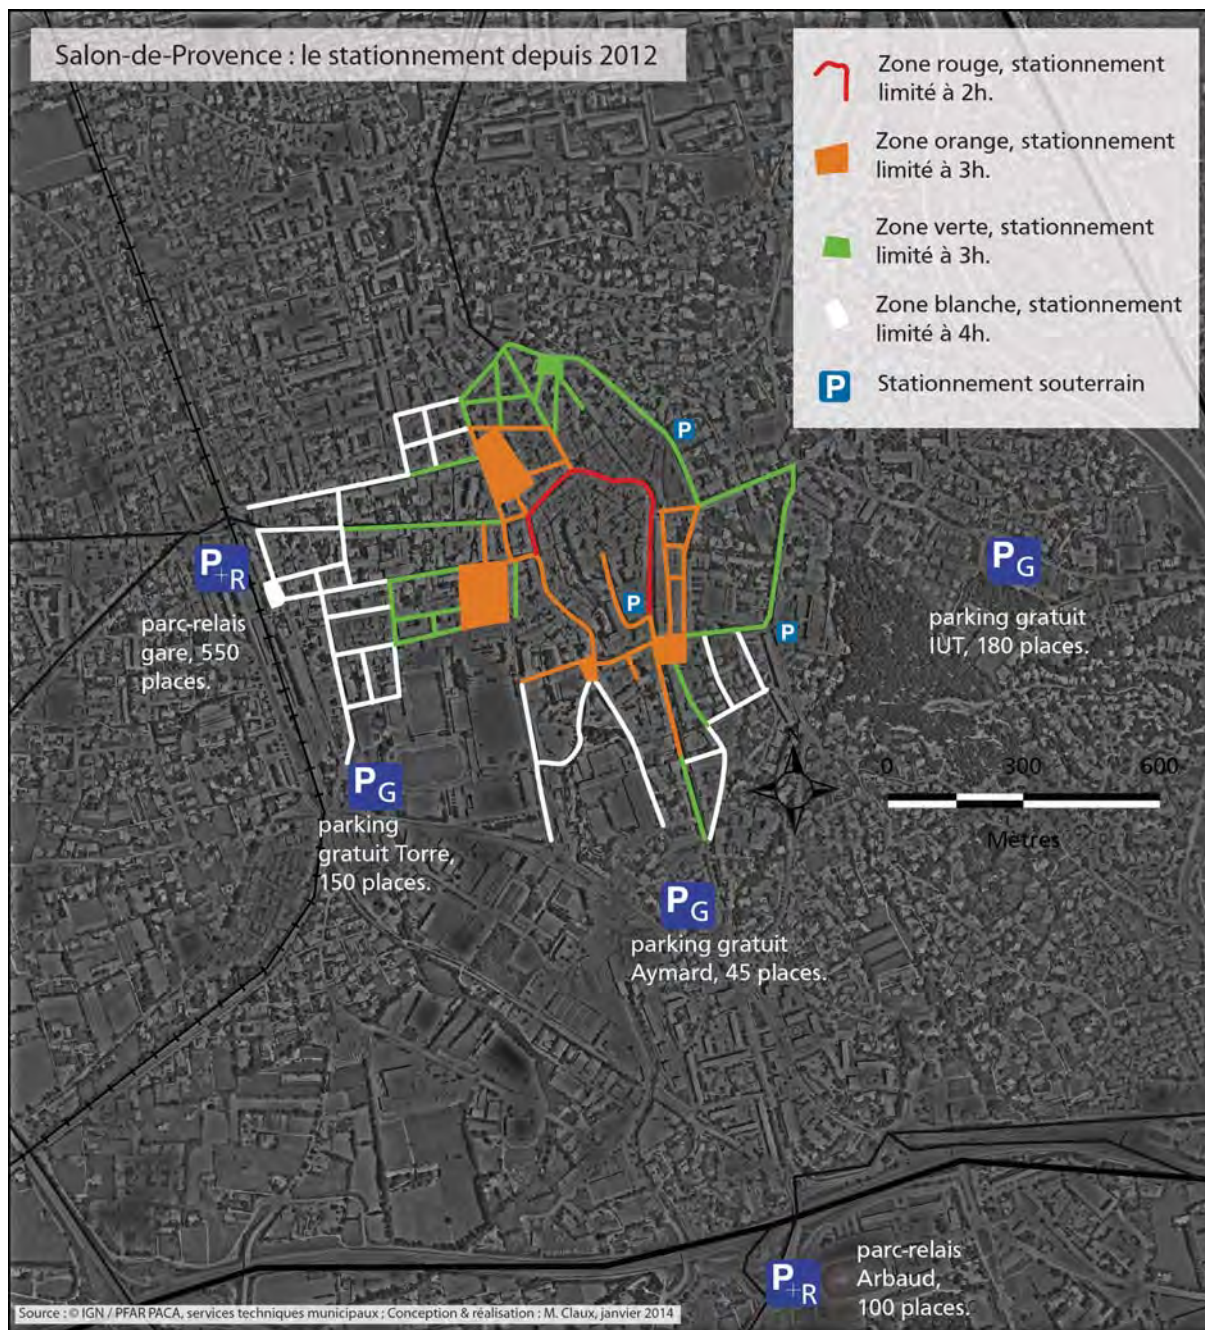 Salon-de-Provence : le stationnement depuis 2012
Zone rouge, stationnement
limité à 2h.
Zone orange, stationnement
limité à 3h.
Zone verte, stationnement
limité à 3h.
Zone blanche, stationnement
limité à 4h.
P
Stationnement souterrain
P
P
P
P+R
parc-relais
gare, 550
places.
PG
parking gratuit
IUT, 180 places.
N
0 300 600
Mètres
PG
parking
gratuit Torre,
150 places.
PG
parking gratuit
Aymard, 45 places.
P+R
parc-relais
Arbaud,
100 places.
Source : © IGN / PFAR PACA, services techniques municipaux ; Conception & réalisation : M. Claux, janvier 2014